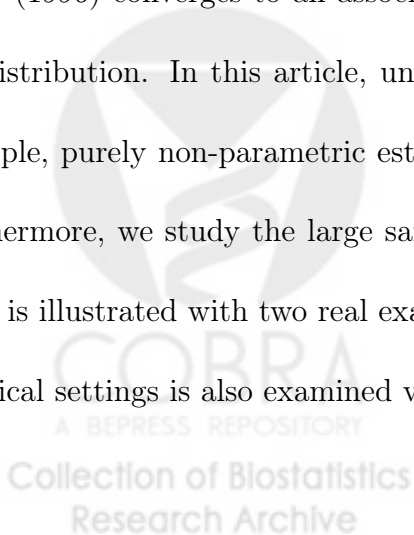 (1990) converges to an assoc
istribution. In this article, un
ple, purely non-parametric est
hermore, we study the large sa
is illustrated with two real exa
ical settings is also examined v
COBRA
A BEPRESS REPOSITORY
Collection of Biostatistics
Research Archive